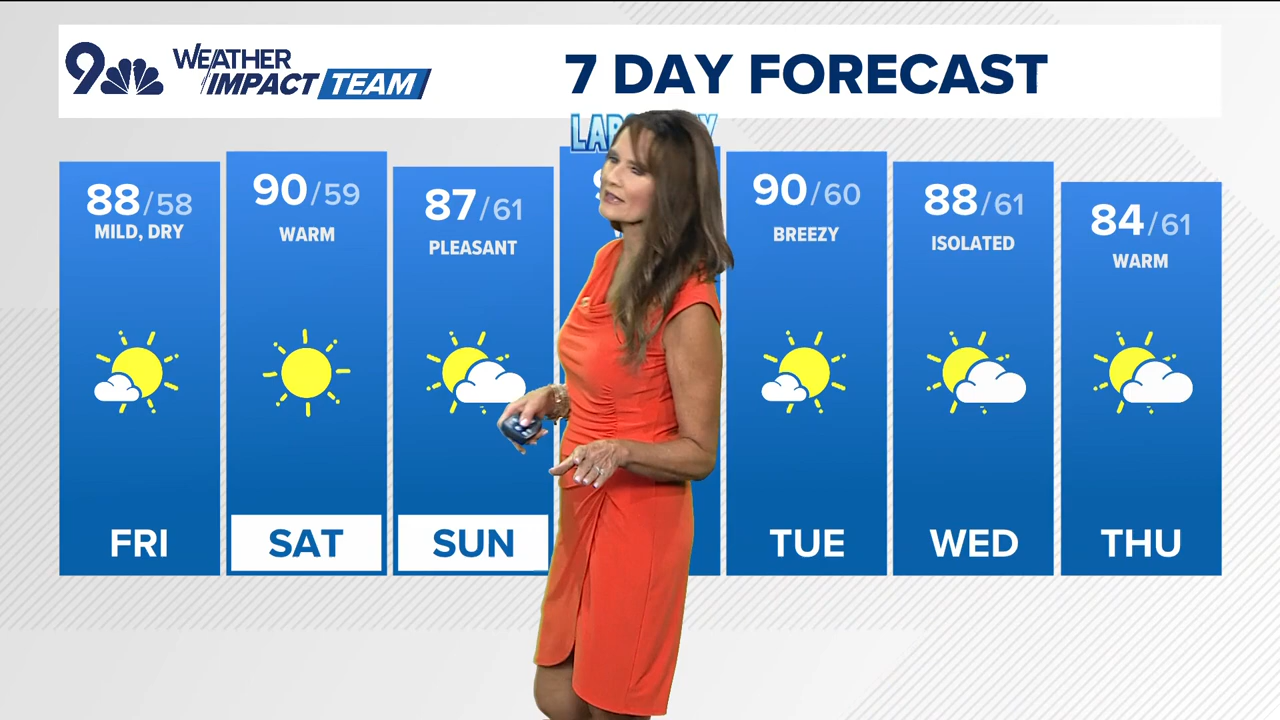 9 WEATHER
IMPACT TEAM
7 DAY FORECAST
88/58
MILD, DRY
FRI
90/59
WARM
SAT
87/61
PLEASANT
SUN
90/60
BREEZY
TUE
88/61
ISOLATED
WED
84/61
WARM
THU